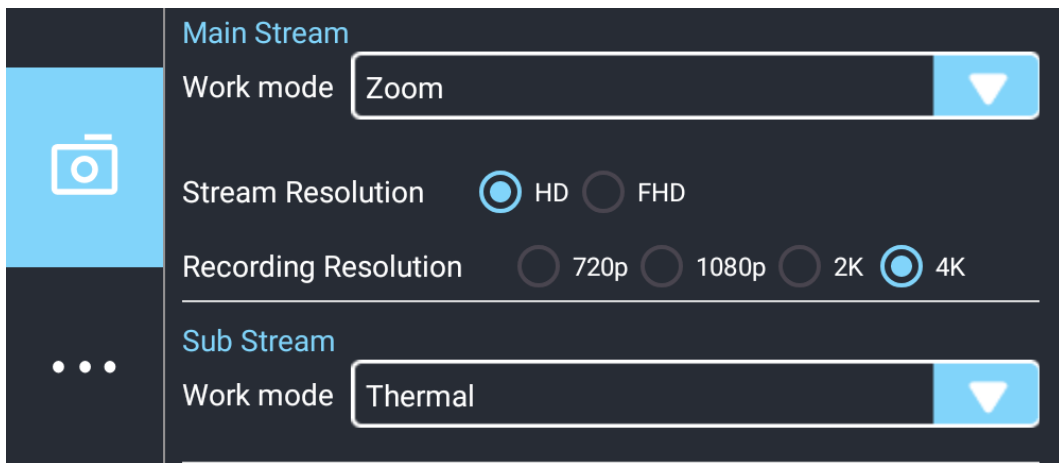 Main Stream
Work mode Zoom
Stream Resolution HD FHD
Recording Resolution 720p 1080p 2K 4K
Sub Stream
Work mode Thermal